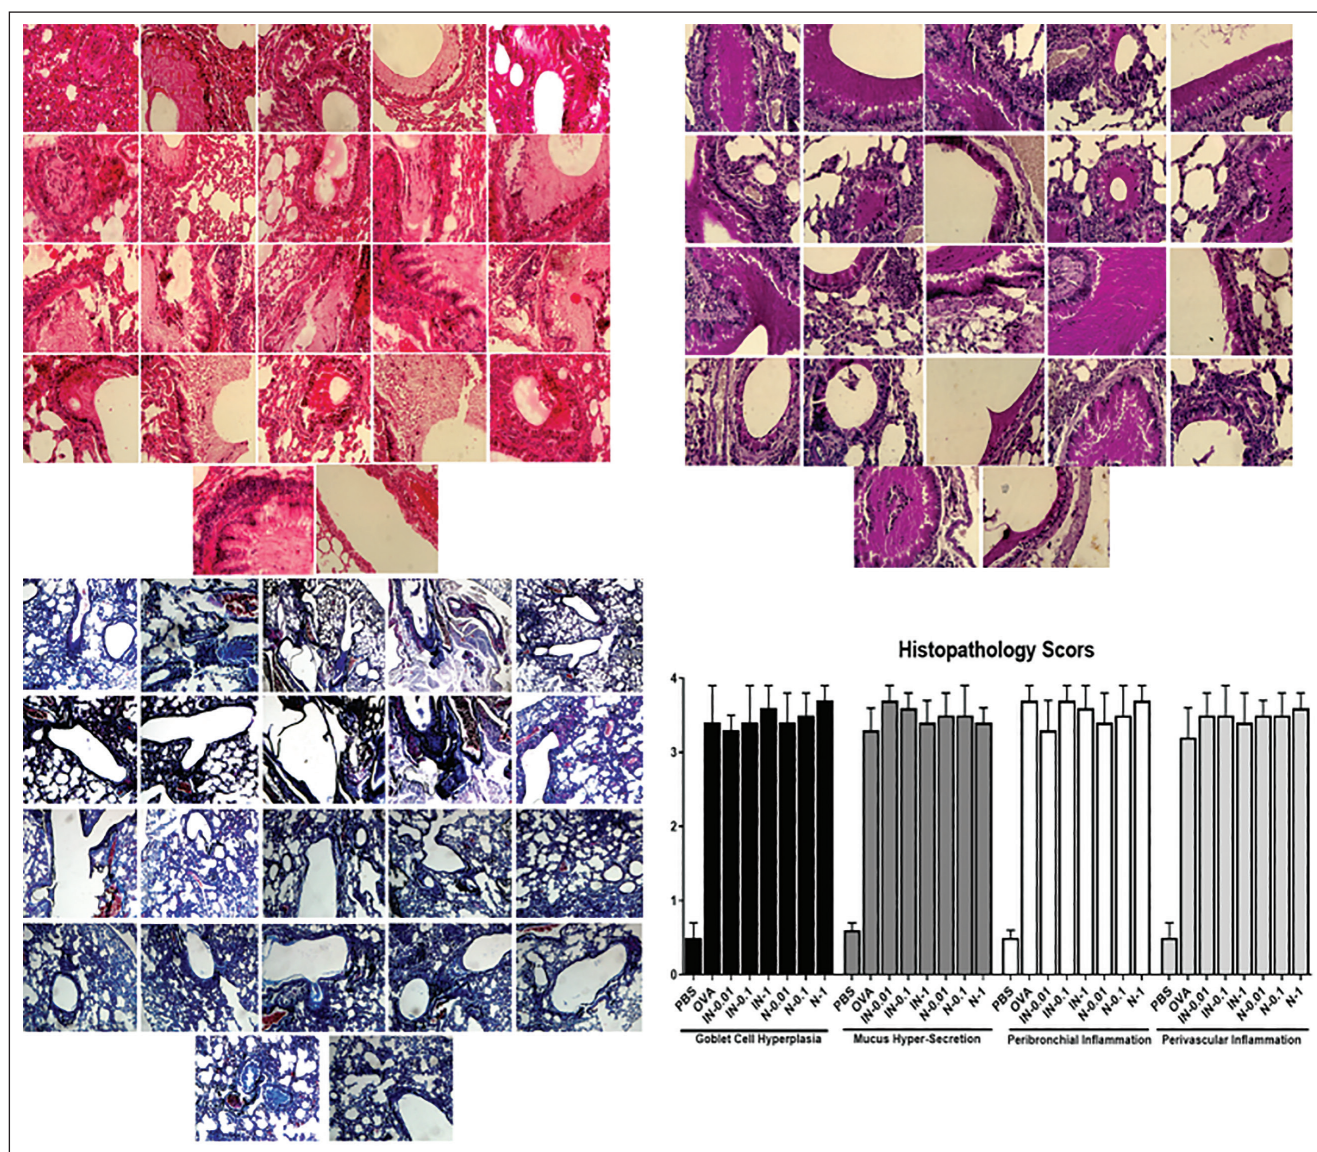 Histopathology Scors
4
3
2
1
0
PBS OVA IN-0.01 IN-0.1 IN-1 N-0.01 N-0.1 N-1 PBS OVA IN-0.01 IN-0.1 IN-1 N-0.01 N-0.1 N-1 PBS OVA IN-0.01 IN-0.1 IN-1 N-0.01 N-0.1 N-1 PBS OVA IN-0.01 IN-0.1 IN-1 N-0.01 N-0.1 N-1
Goblet Cell Hyperplasia Mucus Hyper-Secretion Peribronchial Inflammation Perivascular Inflammation